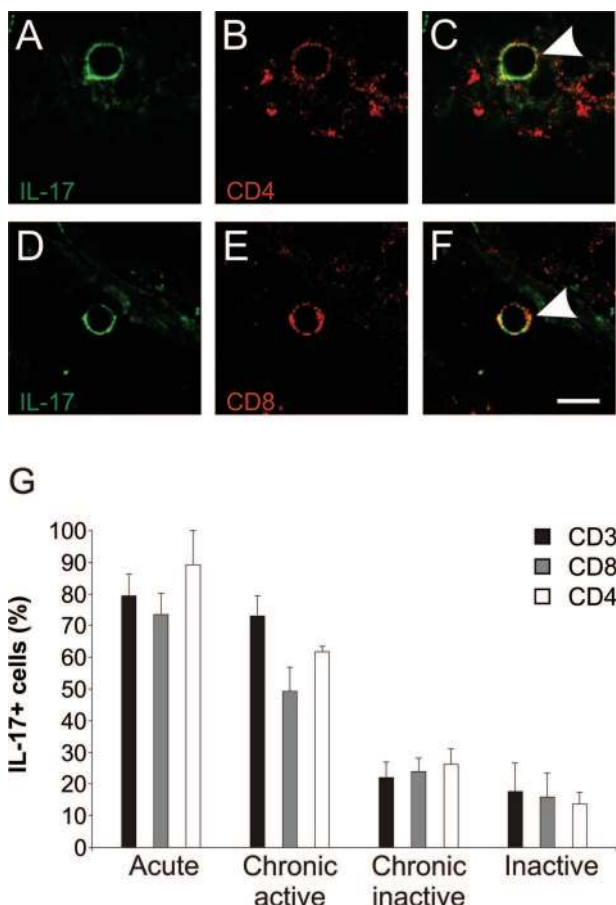 A
B
C
IL-17
CD4
D
E
F
IL-17
CD8
G
IL-17+ cells (%)
100
90
80
70
60
50
40
30
20
10
0
CD3
CD8
CD4
Acute
Chronic active
Chronic inactive
Inactive